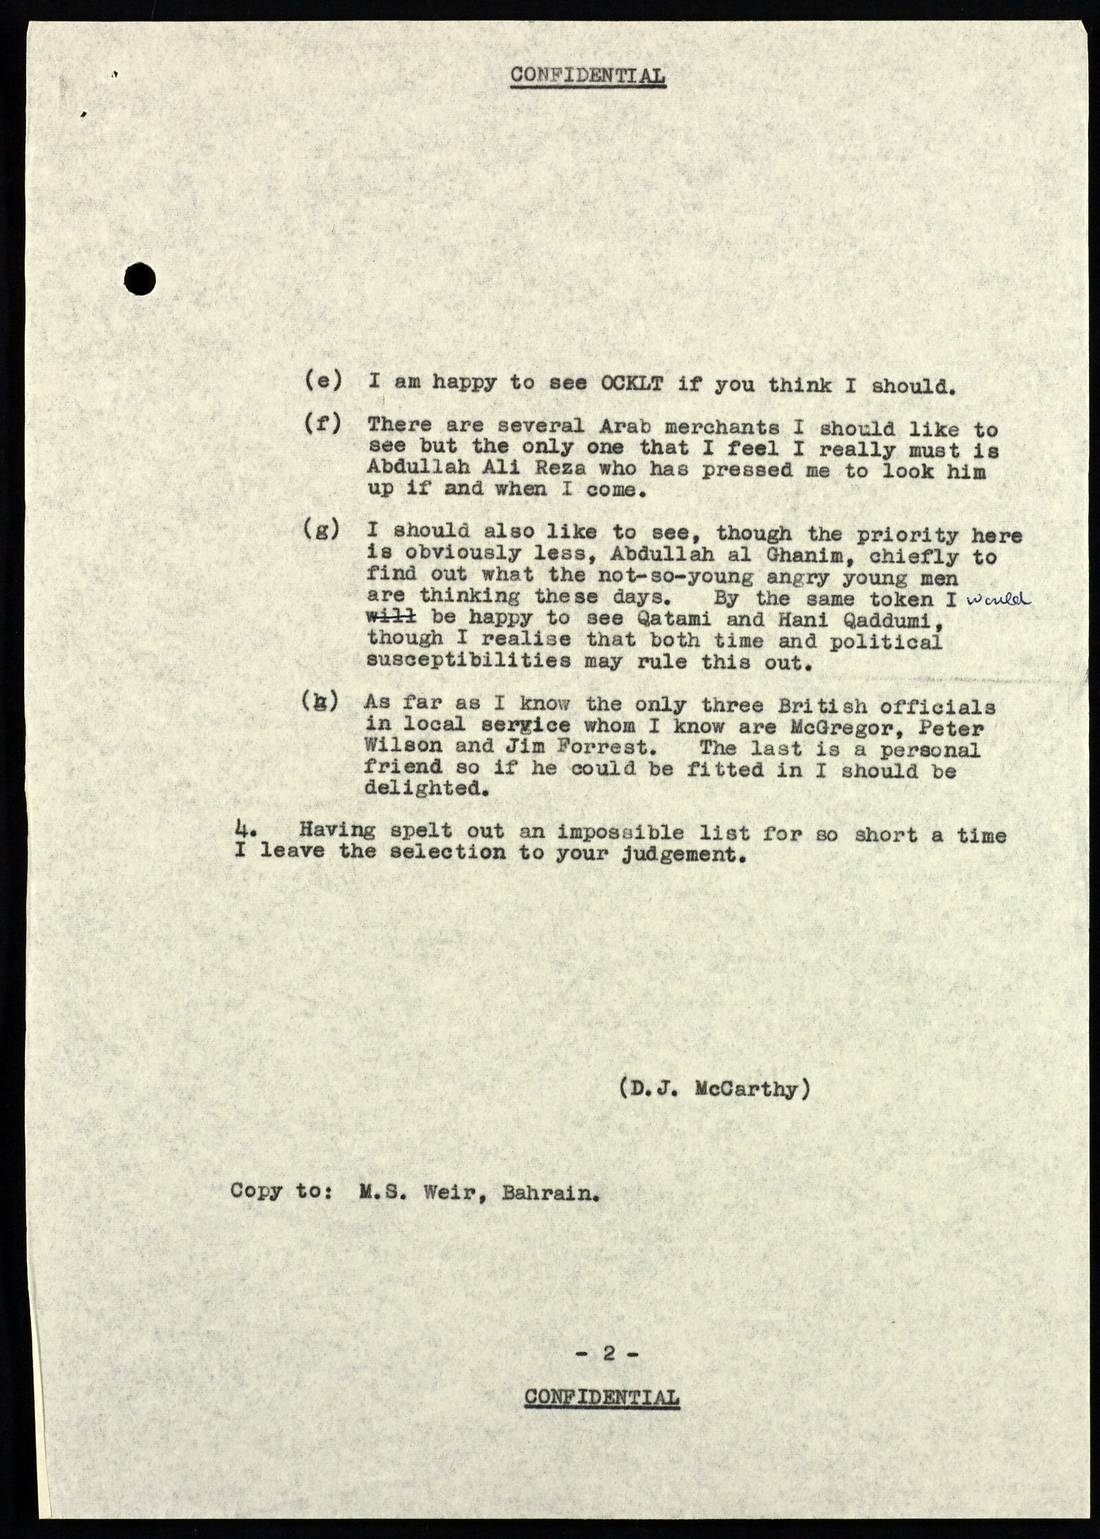 CONFIDENTIAL
(e) I am happy to see OCKLT if you think I should.
(f) There are several Arab merchants I should like to
see but the only one that I feel I really must is
Abdullah Ali Reza who has pressed me to look him
up if and when I come.
(g) I should also like to see, though the priority here
is obviously less, Abdullah al Ghanim, chiefly to
find out what the not-so-young angry young men
are thinking these days. By the same token I would
will be happy to see Qatami and Hani Qaddumi,
though I realise that both time and political
susceptibilities may rule this out.
(h) As far as I know the only three British officials
in local service whom I know are McGregor, Peter
Wilson and Jim Forrest. The last is a personal
friend so if he could be fitted in I should be
delighted.
4. Having spelt out an impossible list for so short a time
I leave the selection to your judgement.
(D.J. McCarthy)
Copy to: M.S. Weir, Bahrain.
- 2 -
CONFIDENTIAL